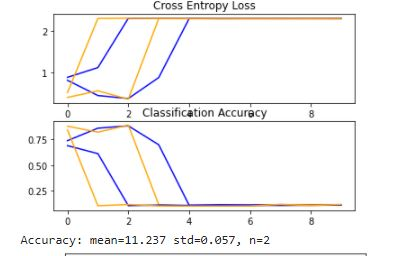 Cross Entropy Loss
2
1
0 2 4 6 8
Classification Accuracy
0.75
0.50
0.25
0 2 4 6 8
Accuracy: mean=11.237 std=0.057, n=2